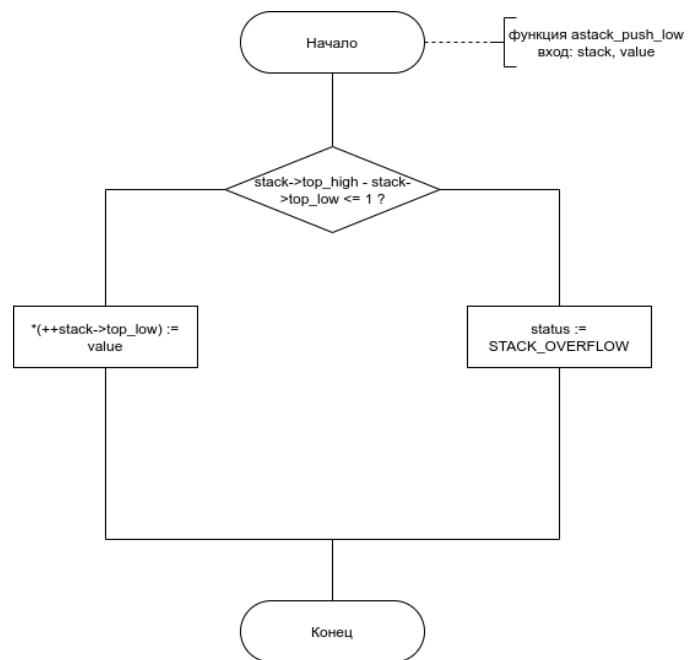 Начало
функция astack_push_low
вход: stack, value
stack->top_high - stack-
>top_low <= 1 ?
*(++stack->top_low) :=
value
status :=
STACK_OVERFLOW
Конец